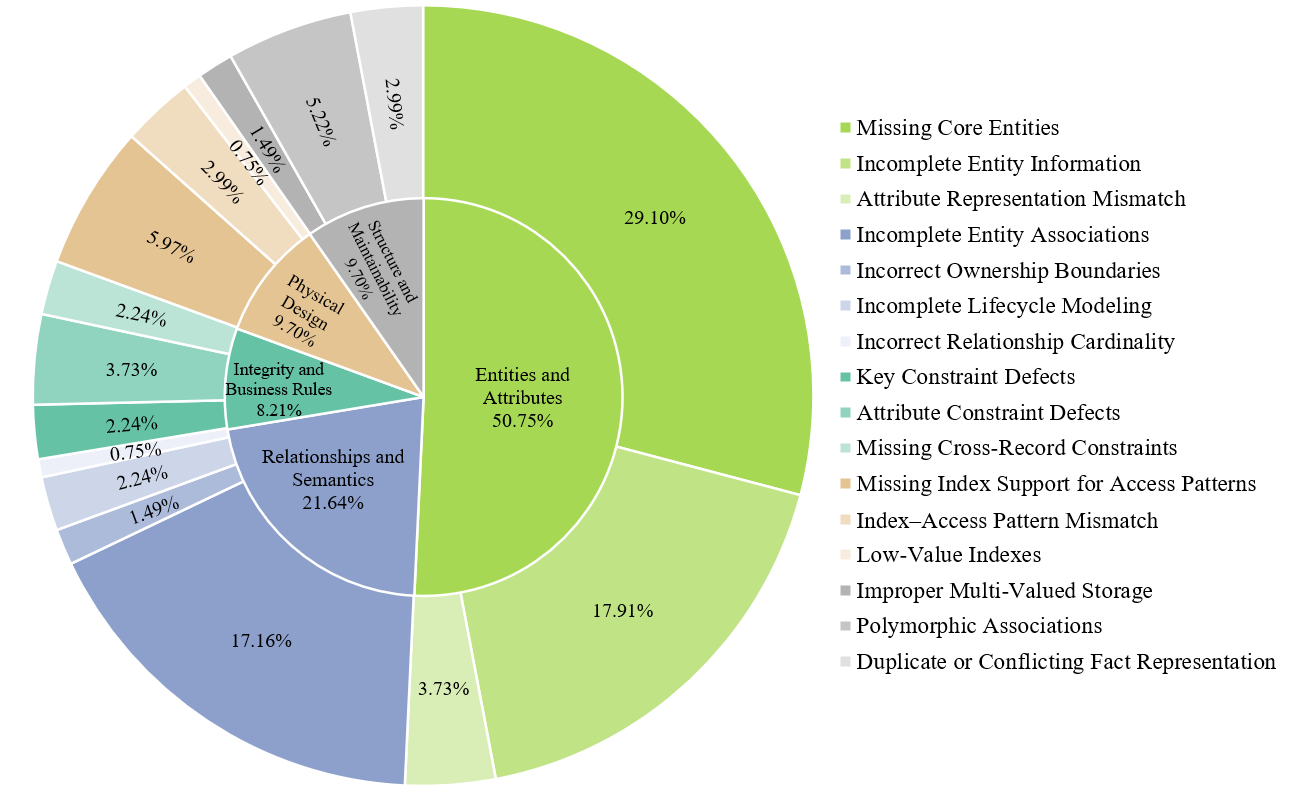 2.99%
5.22%
1.49%
0.75%
2.99%
5.97%
2.24%
3.73%
2.24%
0.75%
2.24%
1.49%
17.16%
3.73%
17.91%
29.10%
Structure and
Maintainability
9.70%
Physical
Design
9.70%
Integrity and
Business Rules
8.21%
Relationships and
Semantics
21.64%
Entities and
Attributes
50.75%
Missing Core Entities
Incomplete Entity Information
Attribute Representation Mismatch
Incomplete Entity Associations
Incorrect Ownership Boundaries
Incomplete Lifecycle Modeling
Incorrect Relationship Cardinality
Key Constraint Defects
Attribute Constraint Defects
Missing Cross-Record Constraints
Missing Index Support for Access Patterns
Index–Access Pattern Mismatch
Low-Value Indexes
Improper Multi-Valued Storage
Polymorphic Associations
Duplicate or Conflicting Fact Representation